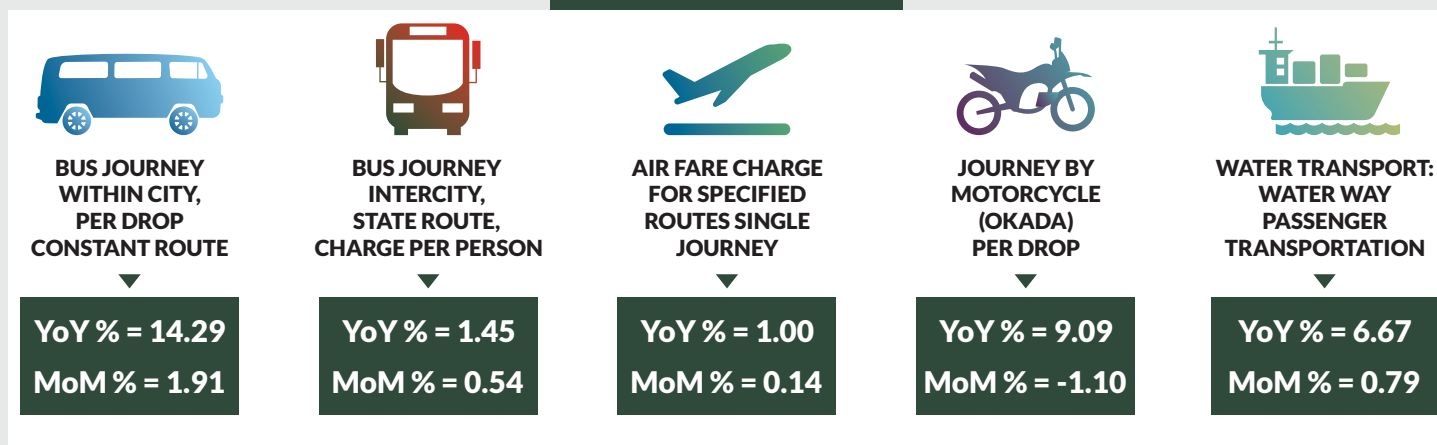 BUS JOURNEY
WITHIN CITY,
PER DROP
CONSTANT ROUTE
YoY % = 14.29
MoM % = 1.91
BUS JOURNEY
INTERCITY,
STATE ROUTE,
CHARGE PER PERSON
YoY % = 1.45
MoM % = 0.54
AIR FARE CHARGE
FOR SPECIFIED
ROUTES SINGLE
JOURNEY
YoY % = 1.00
MoM % = 0.14
JOURNEY BY
MOTORCYCLE
(OKADA)
PER DROP
YoY % = 9.09
MoM % = -1.10
WATER TRANSPORT:
WATER WAY
PASSENGER
TRANSPORTATION
YoY % = 6.67
MoM % = 0.79